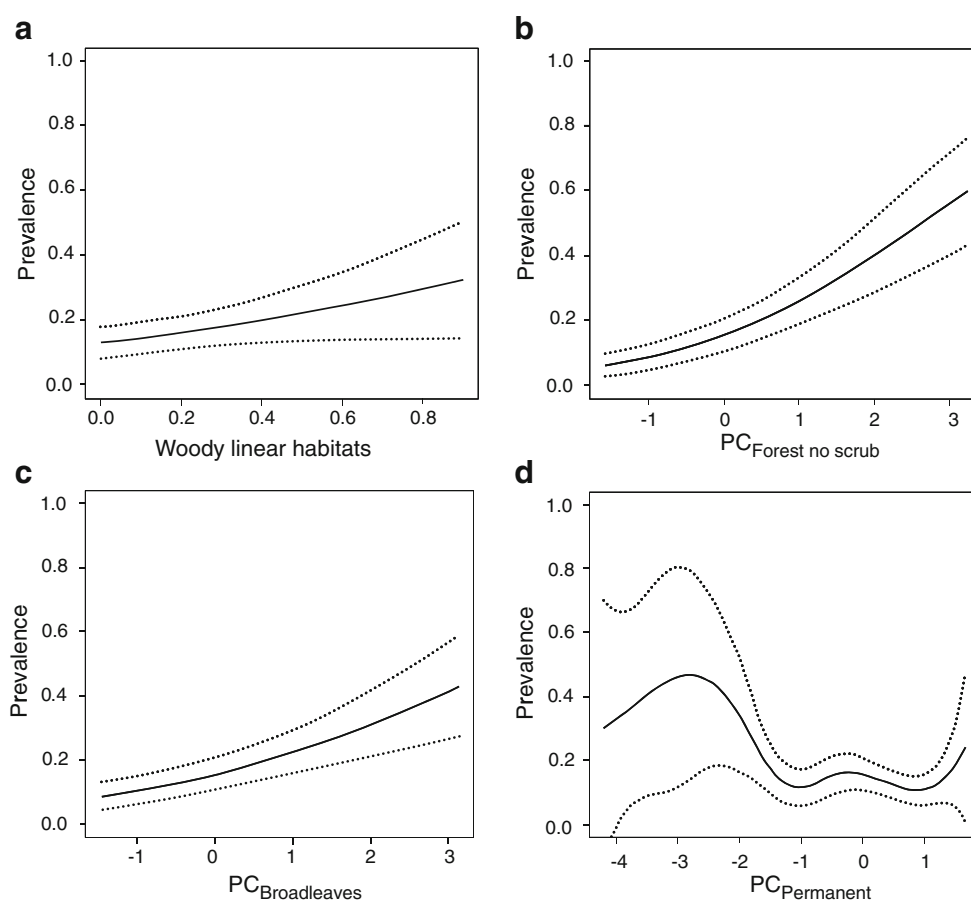 a
1.0
0.8
0.6
0.4
0.2
0.0
Prevalence
0.0 0.2 0.4 0.6 0.8
Woody linear habitats
b
1.0
0.8
0.6
0.4
0.2
0.0
Prevalence
-1 0 1 2 3
PCForest no scrub
c
1.0
0.8
0.6
0.4
0.2
0.0
Prevalence
-1 0 1 2 3
PCBroadleaves
d
1.0
0.8
0.6
0.4
0.2
0.0
Prevalence
-4 -3 -2 -1 0 1
PCPermanent